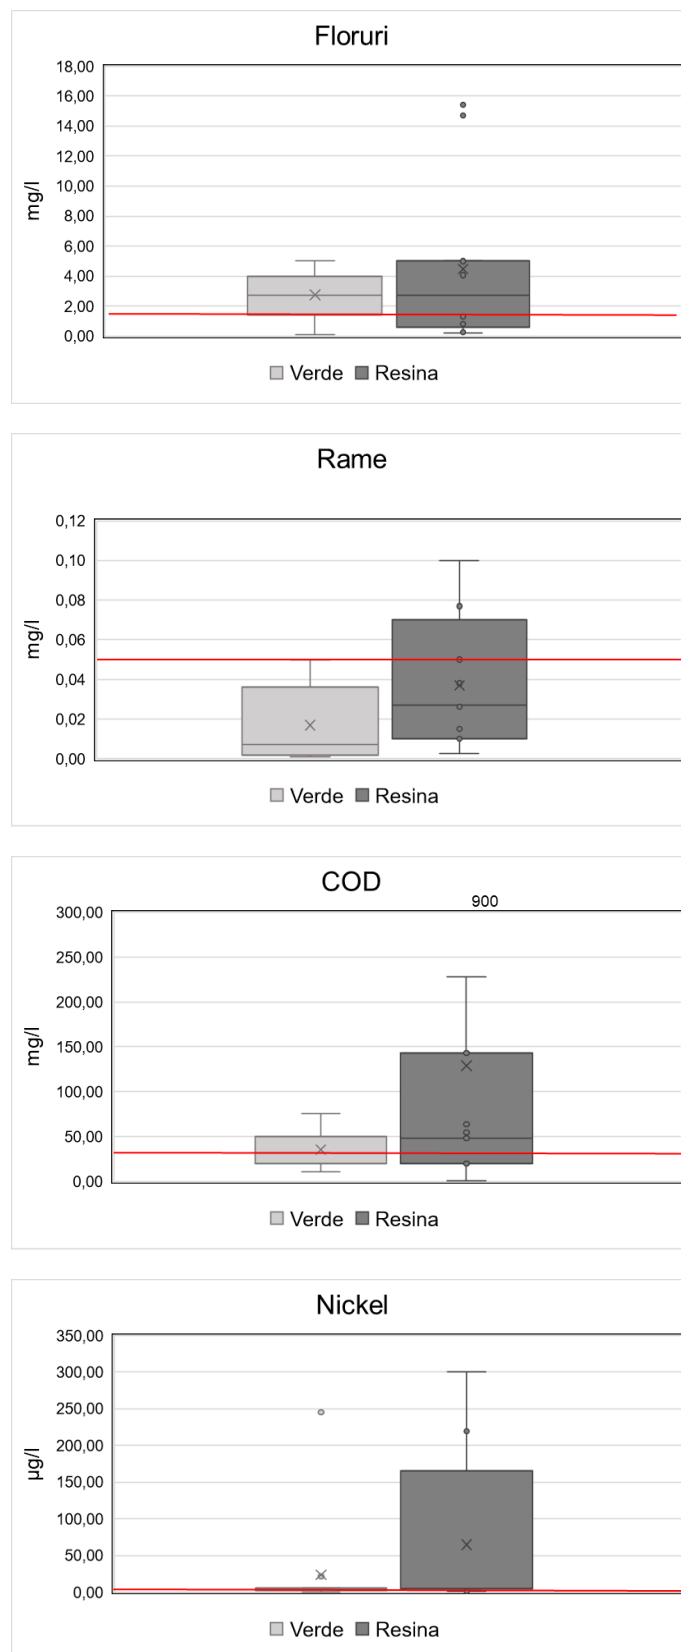 Floruri
18,00
16,00
14,00
12,00
10,00
8,00
6,00
4,00
2,00
0,00
mg/l
Verde Resina
Rame
0,12
0,10
0,08
0,06
0,04
0,02
0,00
mg/l
Verde Resina
COD
900
300,00
250,00
200,00
150,00
100,00
50,00
0,00
mg/l
Verde Resina
Nickel
350,00
300,00
250,00
200,00
150,00
100,00
50,00
0,00
µg/l
Verde Resina